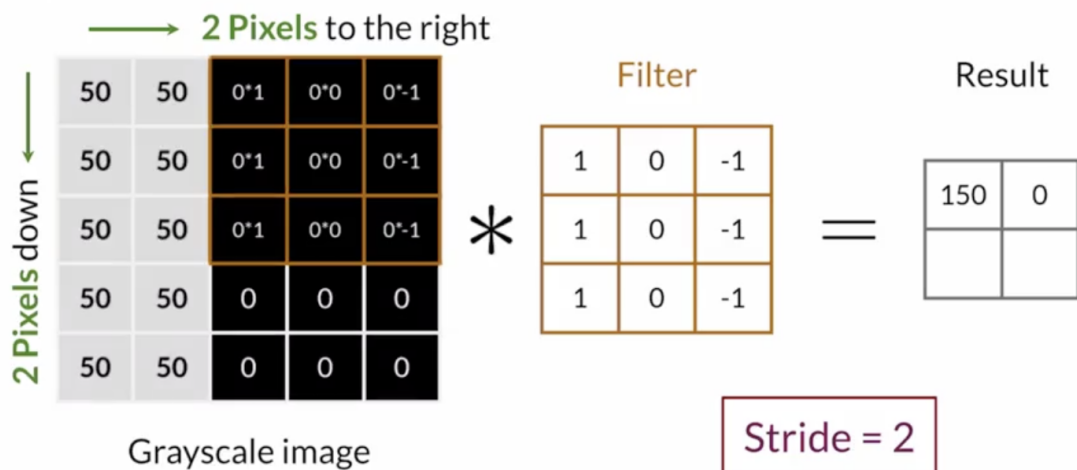 2 Pixels to the right
2 Pixels down
50 50 0*1 0*0 0*-1
50 50 0*1 0*0 0*-1
50 50 0*1 0*0 0*-1
50 50 0 0 0
50 50 0 0 0
Grayscale image
*
Filter
1 0 -1
1 0 -1
1 0 -1
=
Result
150 0
Stride = 2